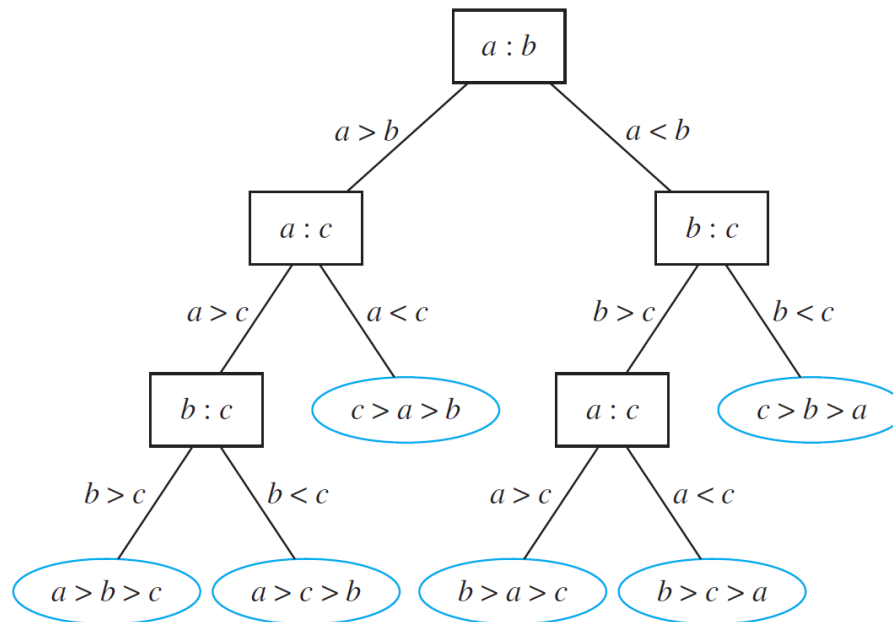 a : b
a > b a < b
a : c b : c
a > c a < c b > c b < c
b : c c > a > b a : c c > b > a
b > c b < c a > c a < c
a > b > c a > c > b b > a > c b > c > a